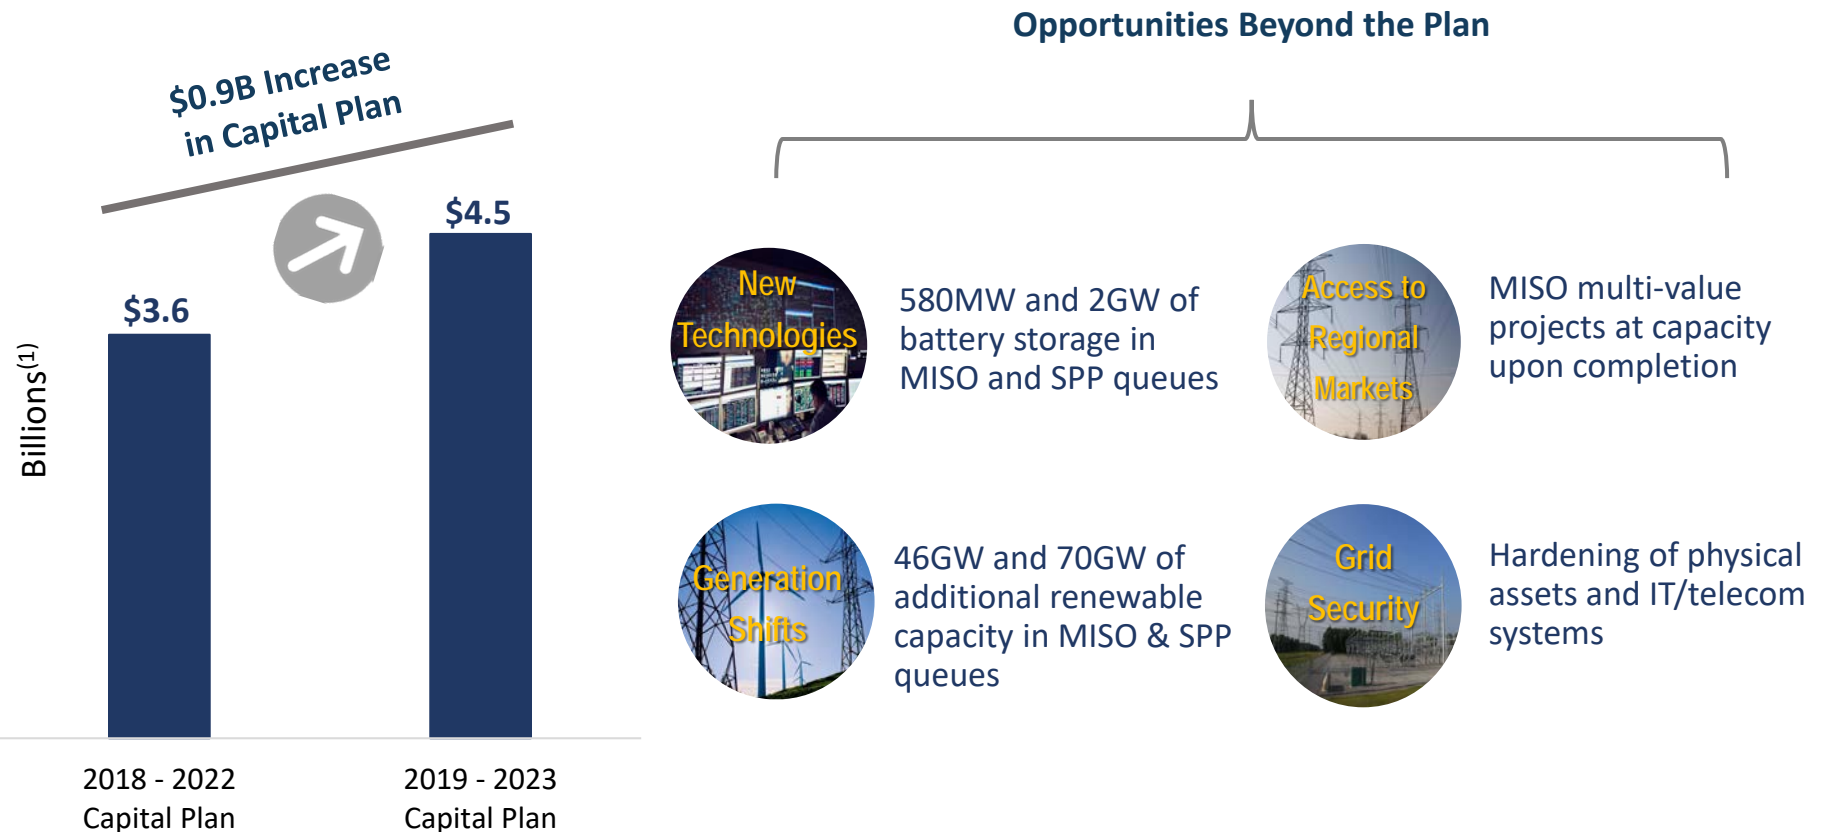 Opportunities Beyond the Plan
$0.9B Increase
in Capital Plan
$4.5
$3.6
Billions(1)
2018 - 2022
Capital Plan
2019 - 2023
Capital Plan
New
Technologies
580MW and 2GW of
battery storage in
MISO and SPP queues
Access to
Regional
Markets
MISO multi-value
projects at capacity
upon completion
Generation
Shifts
46GW and 70GW of
additional renewable
capacity in MISO & SPP
queues
Grid
Security
Hardening of physical
assets and IT/telecom
systems